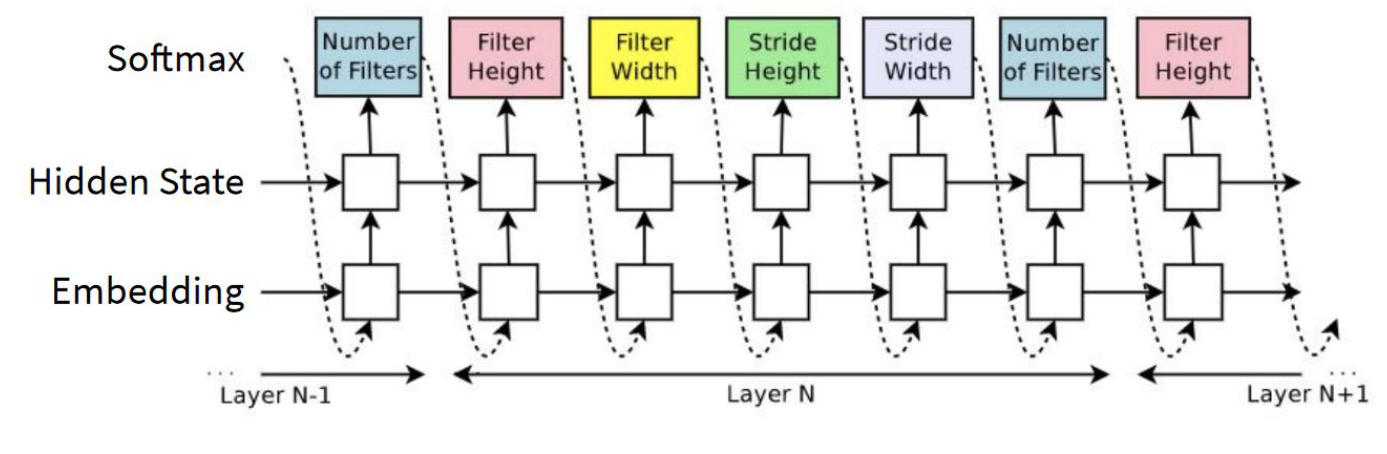 Softmax
Number
of Filters
Filter
Height
Filter
Width
Stride
Height
Stride
Width
Number
of Filters
Filter
Height
Hidden State
Embedding
...
Layer N-1
Layer N
...
Layer N+1